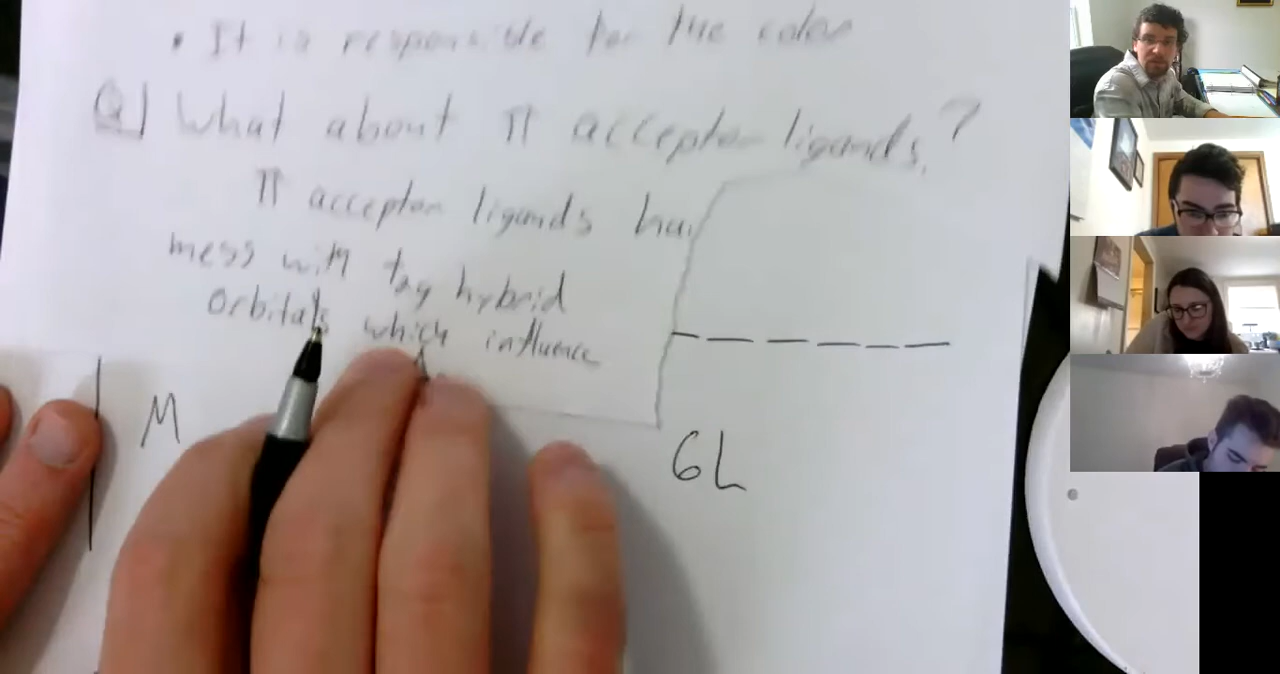 • It is responsible for the color
Q] What about π acceptor ligands?
π acceptor ligands
mess with t2g hybrid
orbitals which influence
M
6L